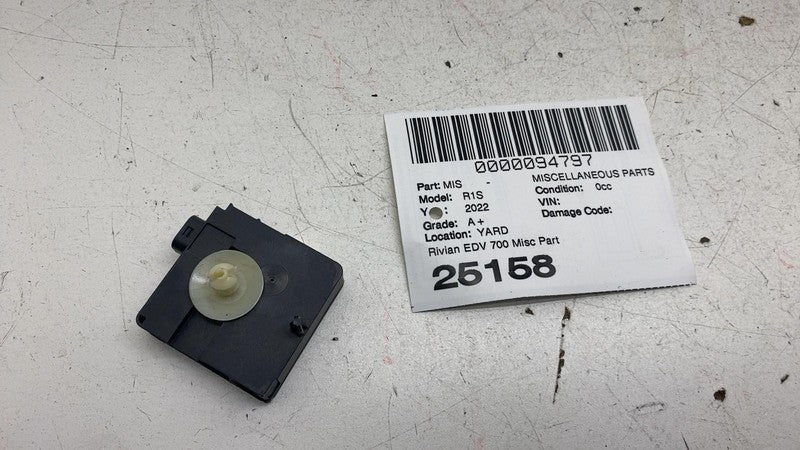 0000094797
Part: MIS - MISCELLANEOUS PARTS
Model: R1S Condition: 0cc
2022 VIN:
Grade: A+ Damage Code:
Location: YARD
Rivian EDV 700 Misc Part
25158